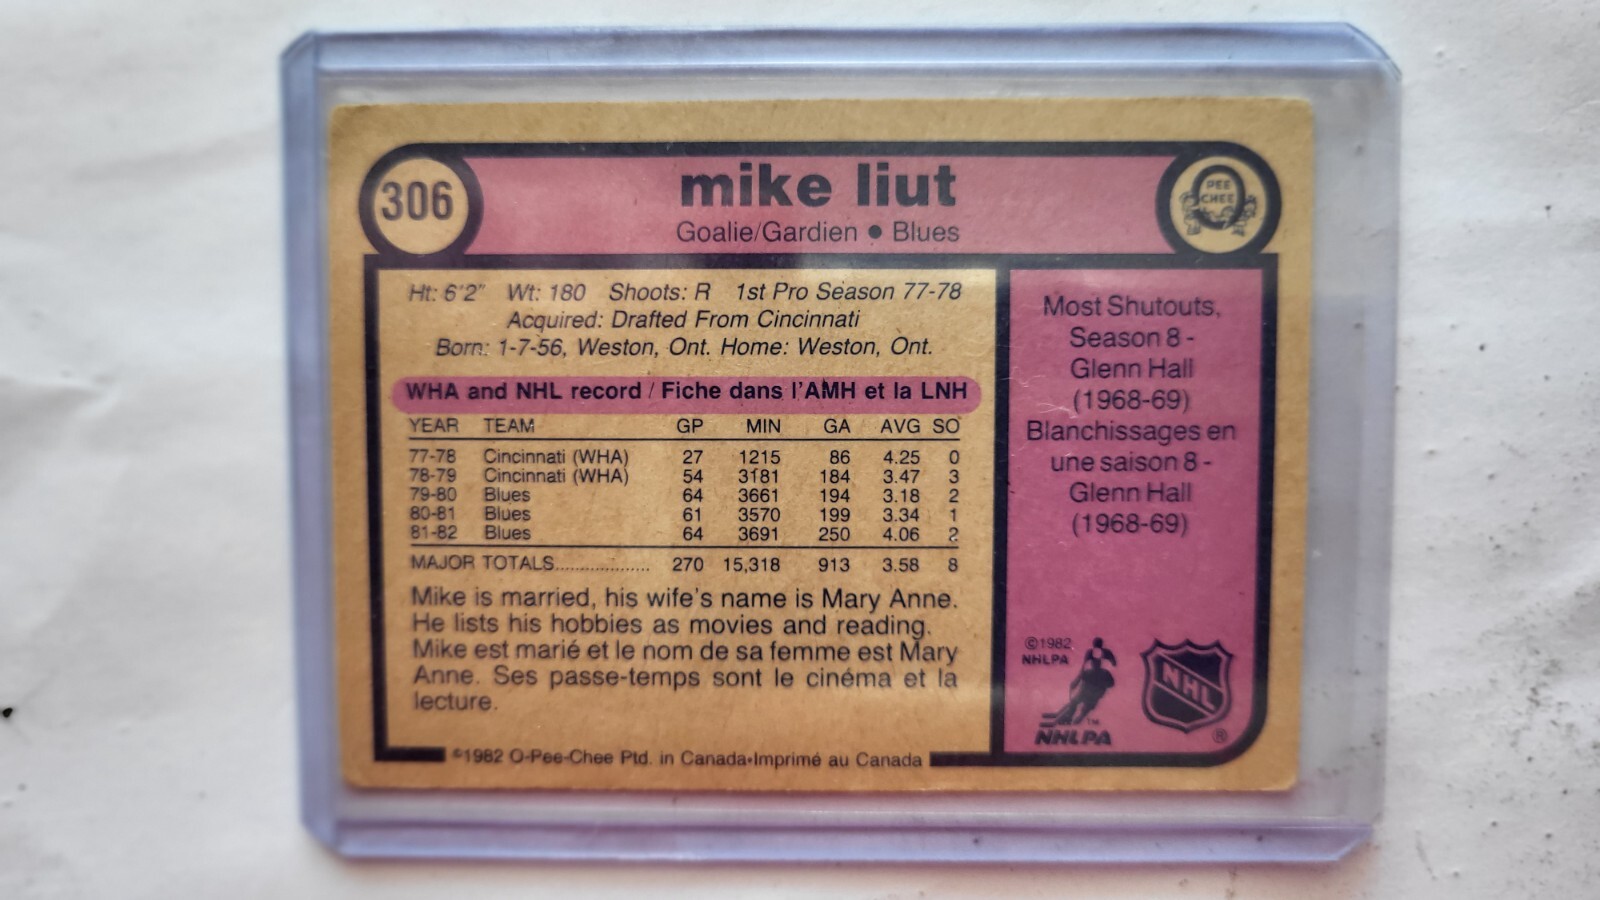 306
mike liut
Goalie/Gardien • Blues
O
PEE
CHEE
Ht: 6'2" Wt: 180 Shoots: R 1st Pro Season 77-78
Acquired: Drafted From Cincinnati
Born: 1-7-56, Weston, Ont. Home: Weston, Ont.
WHA and NHL record / Fiche dans l'AMH et la LNH
YEAR TEAM GP MIN GA AVG SO
77-78 Cincinnati (WHA) 27 1215 86 4.25 0
78-79 Cincinnati (WHA) 54 3181 184 3.47 3
79-80 Blues 64 3661 194 3.18 2
80-81 Blues 61 3570 199 3.34 1
81-82 Blues 64 3691 250 4.06 2
MAJOR TOTALS.................... 270 15,318 913 3.58 8
Mike is married, his wife's name is Mary Anne.
He lists his hobbies as movies and reading.
Mike est marié et le nom de sa femme est Mary
Anne. Ses passe-temps sont le cinéma et la
lecture.
©1982 O-Pee-Chee Ptd. in Canada•Imprimé au Canada
Most Shutouts,
Season 8 -
Glenn Hall
(1968-69)
Blanchissages en
une saison 8 -
Glenn Hall
(1968-69)
©1982
NHLPA
TM
NHLPA
NHL
®